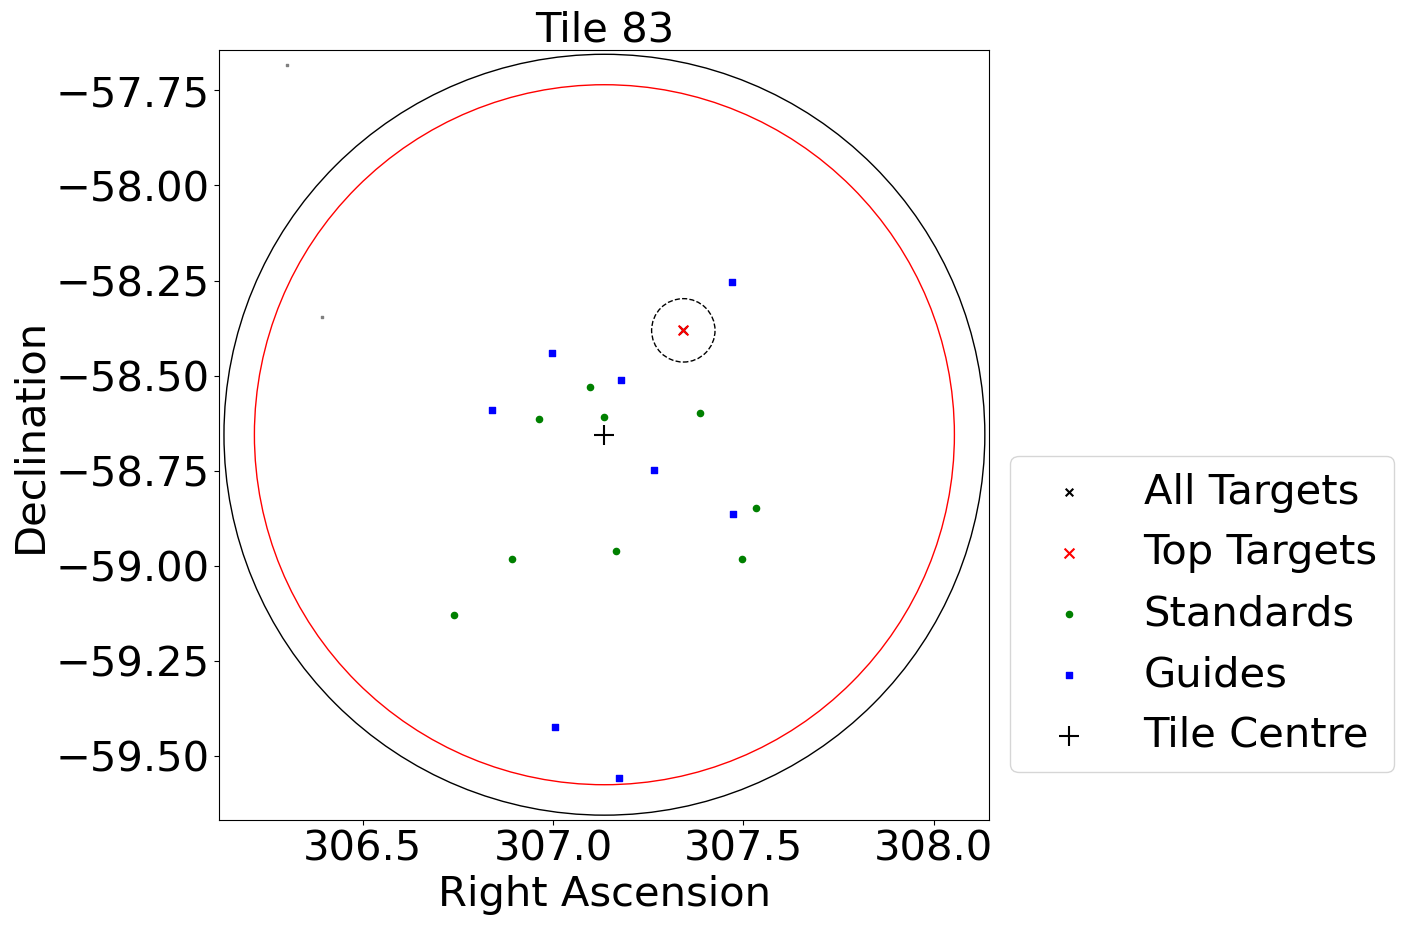 Tile 83
−57.75
−58.00
−58.25
−58.50
−58.75
−59.00
−59.25
−59.50
Declination
306.5 307.0 307.5 308.0
Right Ascension
All Targets
Top Targets
Standards
Guides
Tile Centre